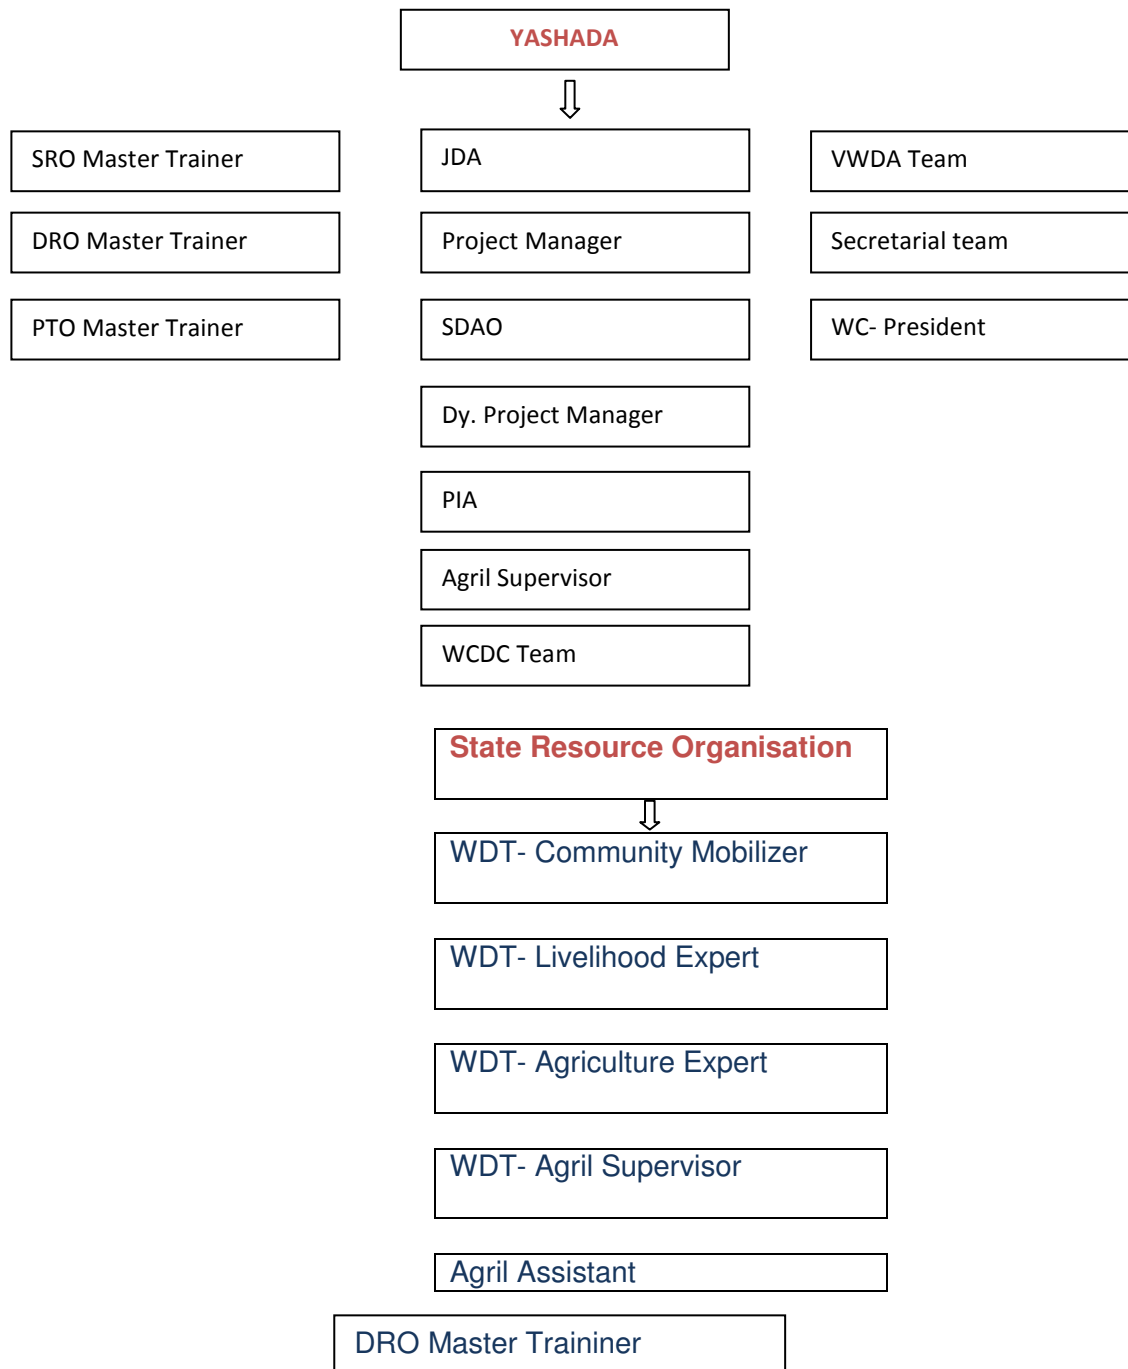 YASHADA
SRO Master Trainer
JDA
VWDA Team
DRO Master Trainer
Project Manager
Secretarial team
PTO Master Trainer
SDAO
WC- President
Dy. Project Manager
PIA
Agril Supervisor
WCDC Team
State Resource Organisation
WDT- Community Mobilizer
WDT- Livelihood Expert
WDT- Agriculture Expert
WDT- Agril Supervisor
Agril Assistant
DRO Master Traininer